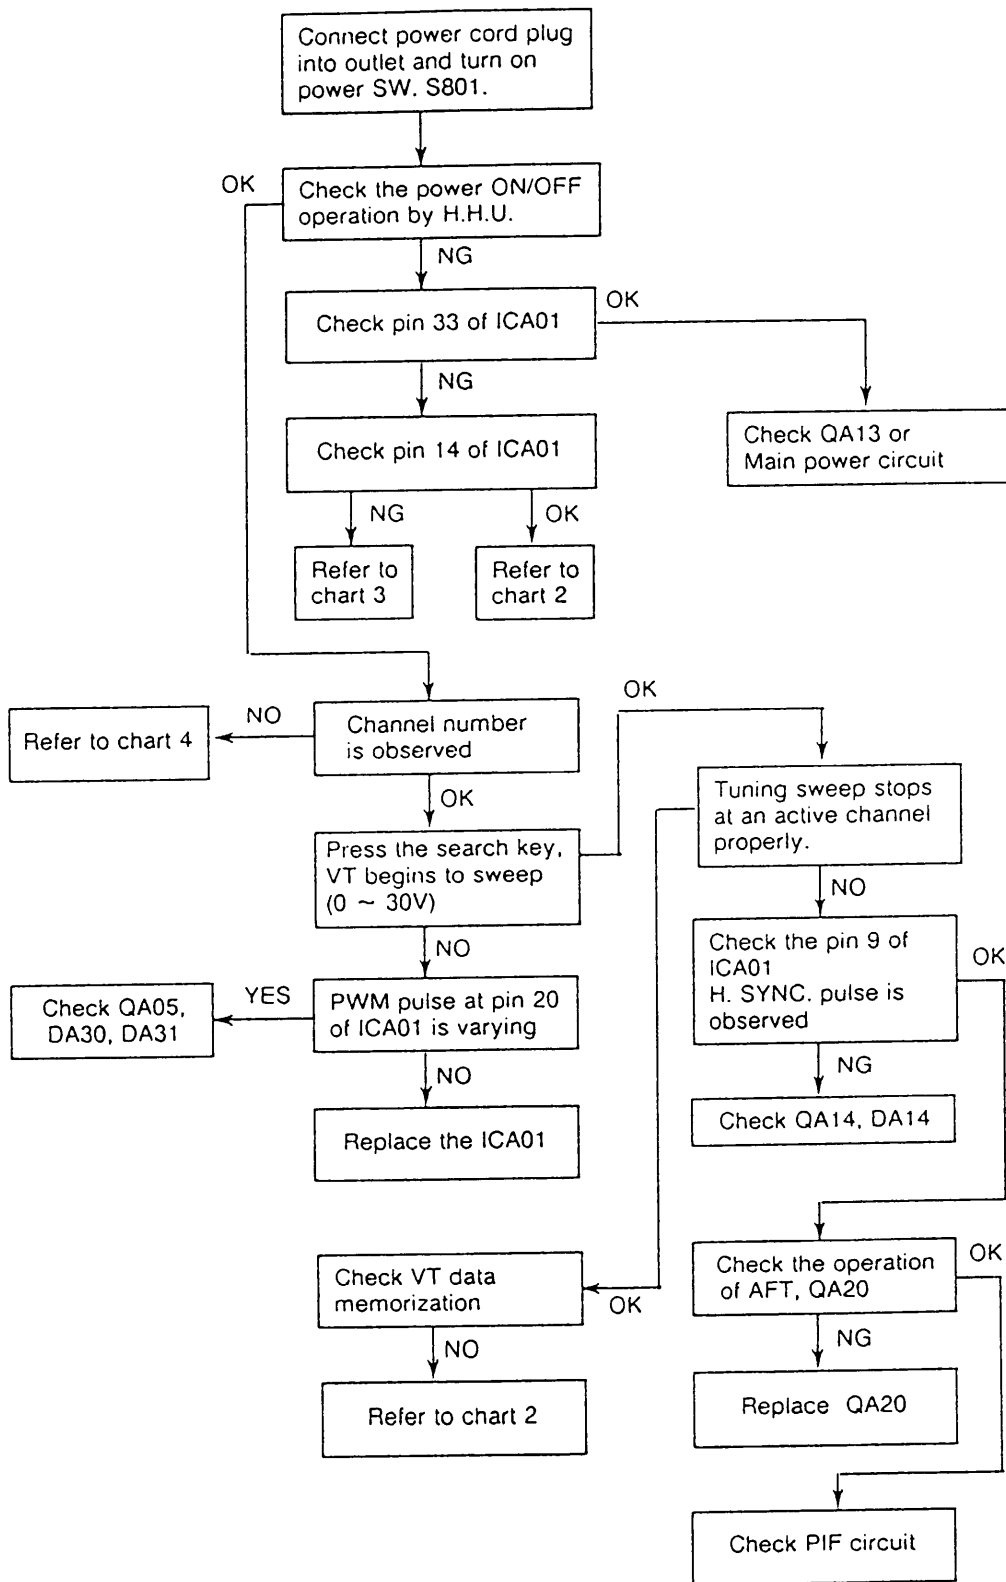 Connect power cord plug
into outlet and turn on
power SW. S801.
OK
Check the power ON/OFF
operation by H.H.U.
NG
Check pin 33 of ICA01
OK
NG
Check pin 14 of ICA01
Check QA13 or
Main power circuit
NG
OK
Refer to
chart 3
Refer to
chart 2
OK
NO
Channel number
is observed
Refer to chart 4
OK
Tuning sweep stops
at an active channel
properly.
Press the search key,
VT begins to sweep
(0 ~ 30V)
NO
NO
Check the pin 9 of
ICA01
H. SYNC. pulse is
observed
OK
YES
Check QA05,
DA30, DA31
PWM pulse at pin 20
of ICA01 is varying
NO
NG
Check QA14, DA14
Replace the ICA01
Check the operation
of AFT, QA20
OK
Check VT data
memorization
OK
NO
NG
Refer to chart 2
Replace QA20
Check PIF circuit